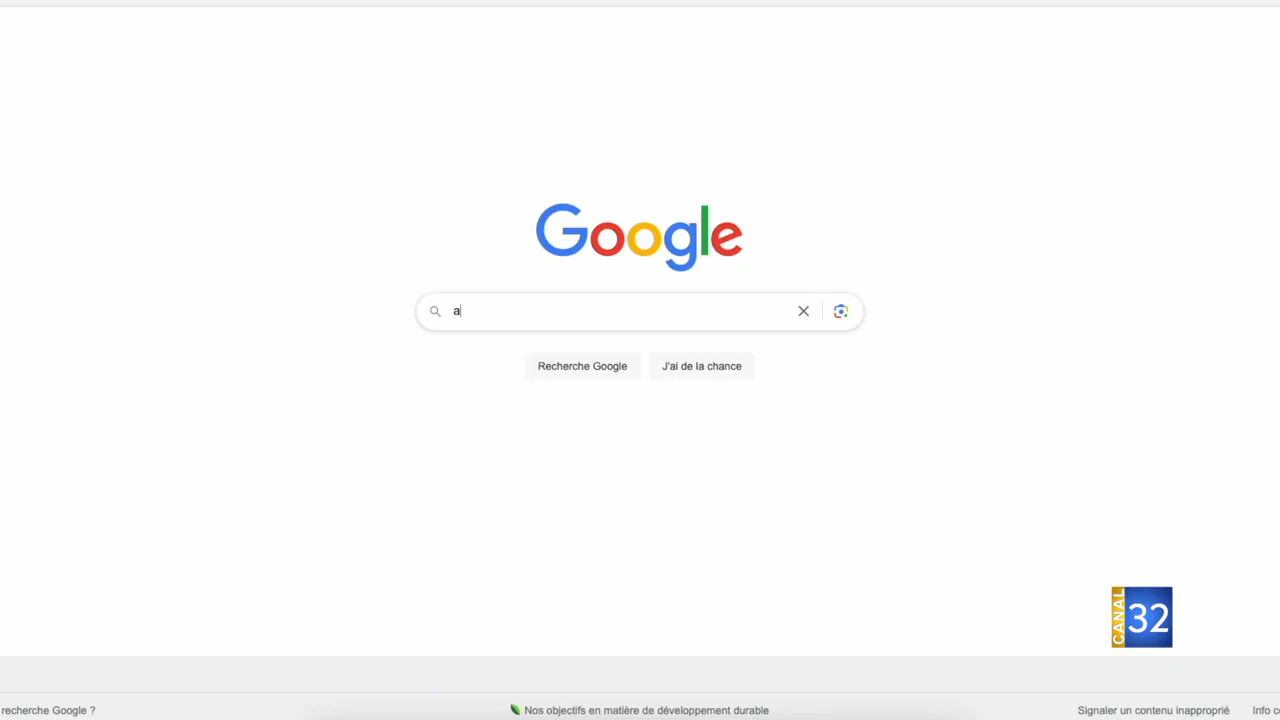 Google
a
Recherche Google
J'ai de la chance
CANAL 32
recherche Google ?
Nos objectifs en matière de développement durable
Signaler un contenu inapproprié
Info